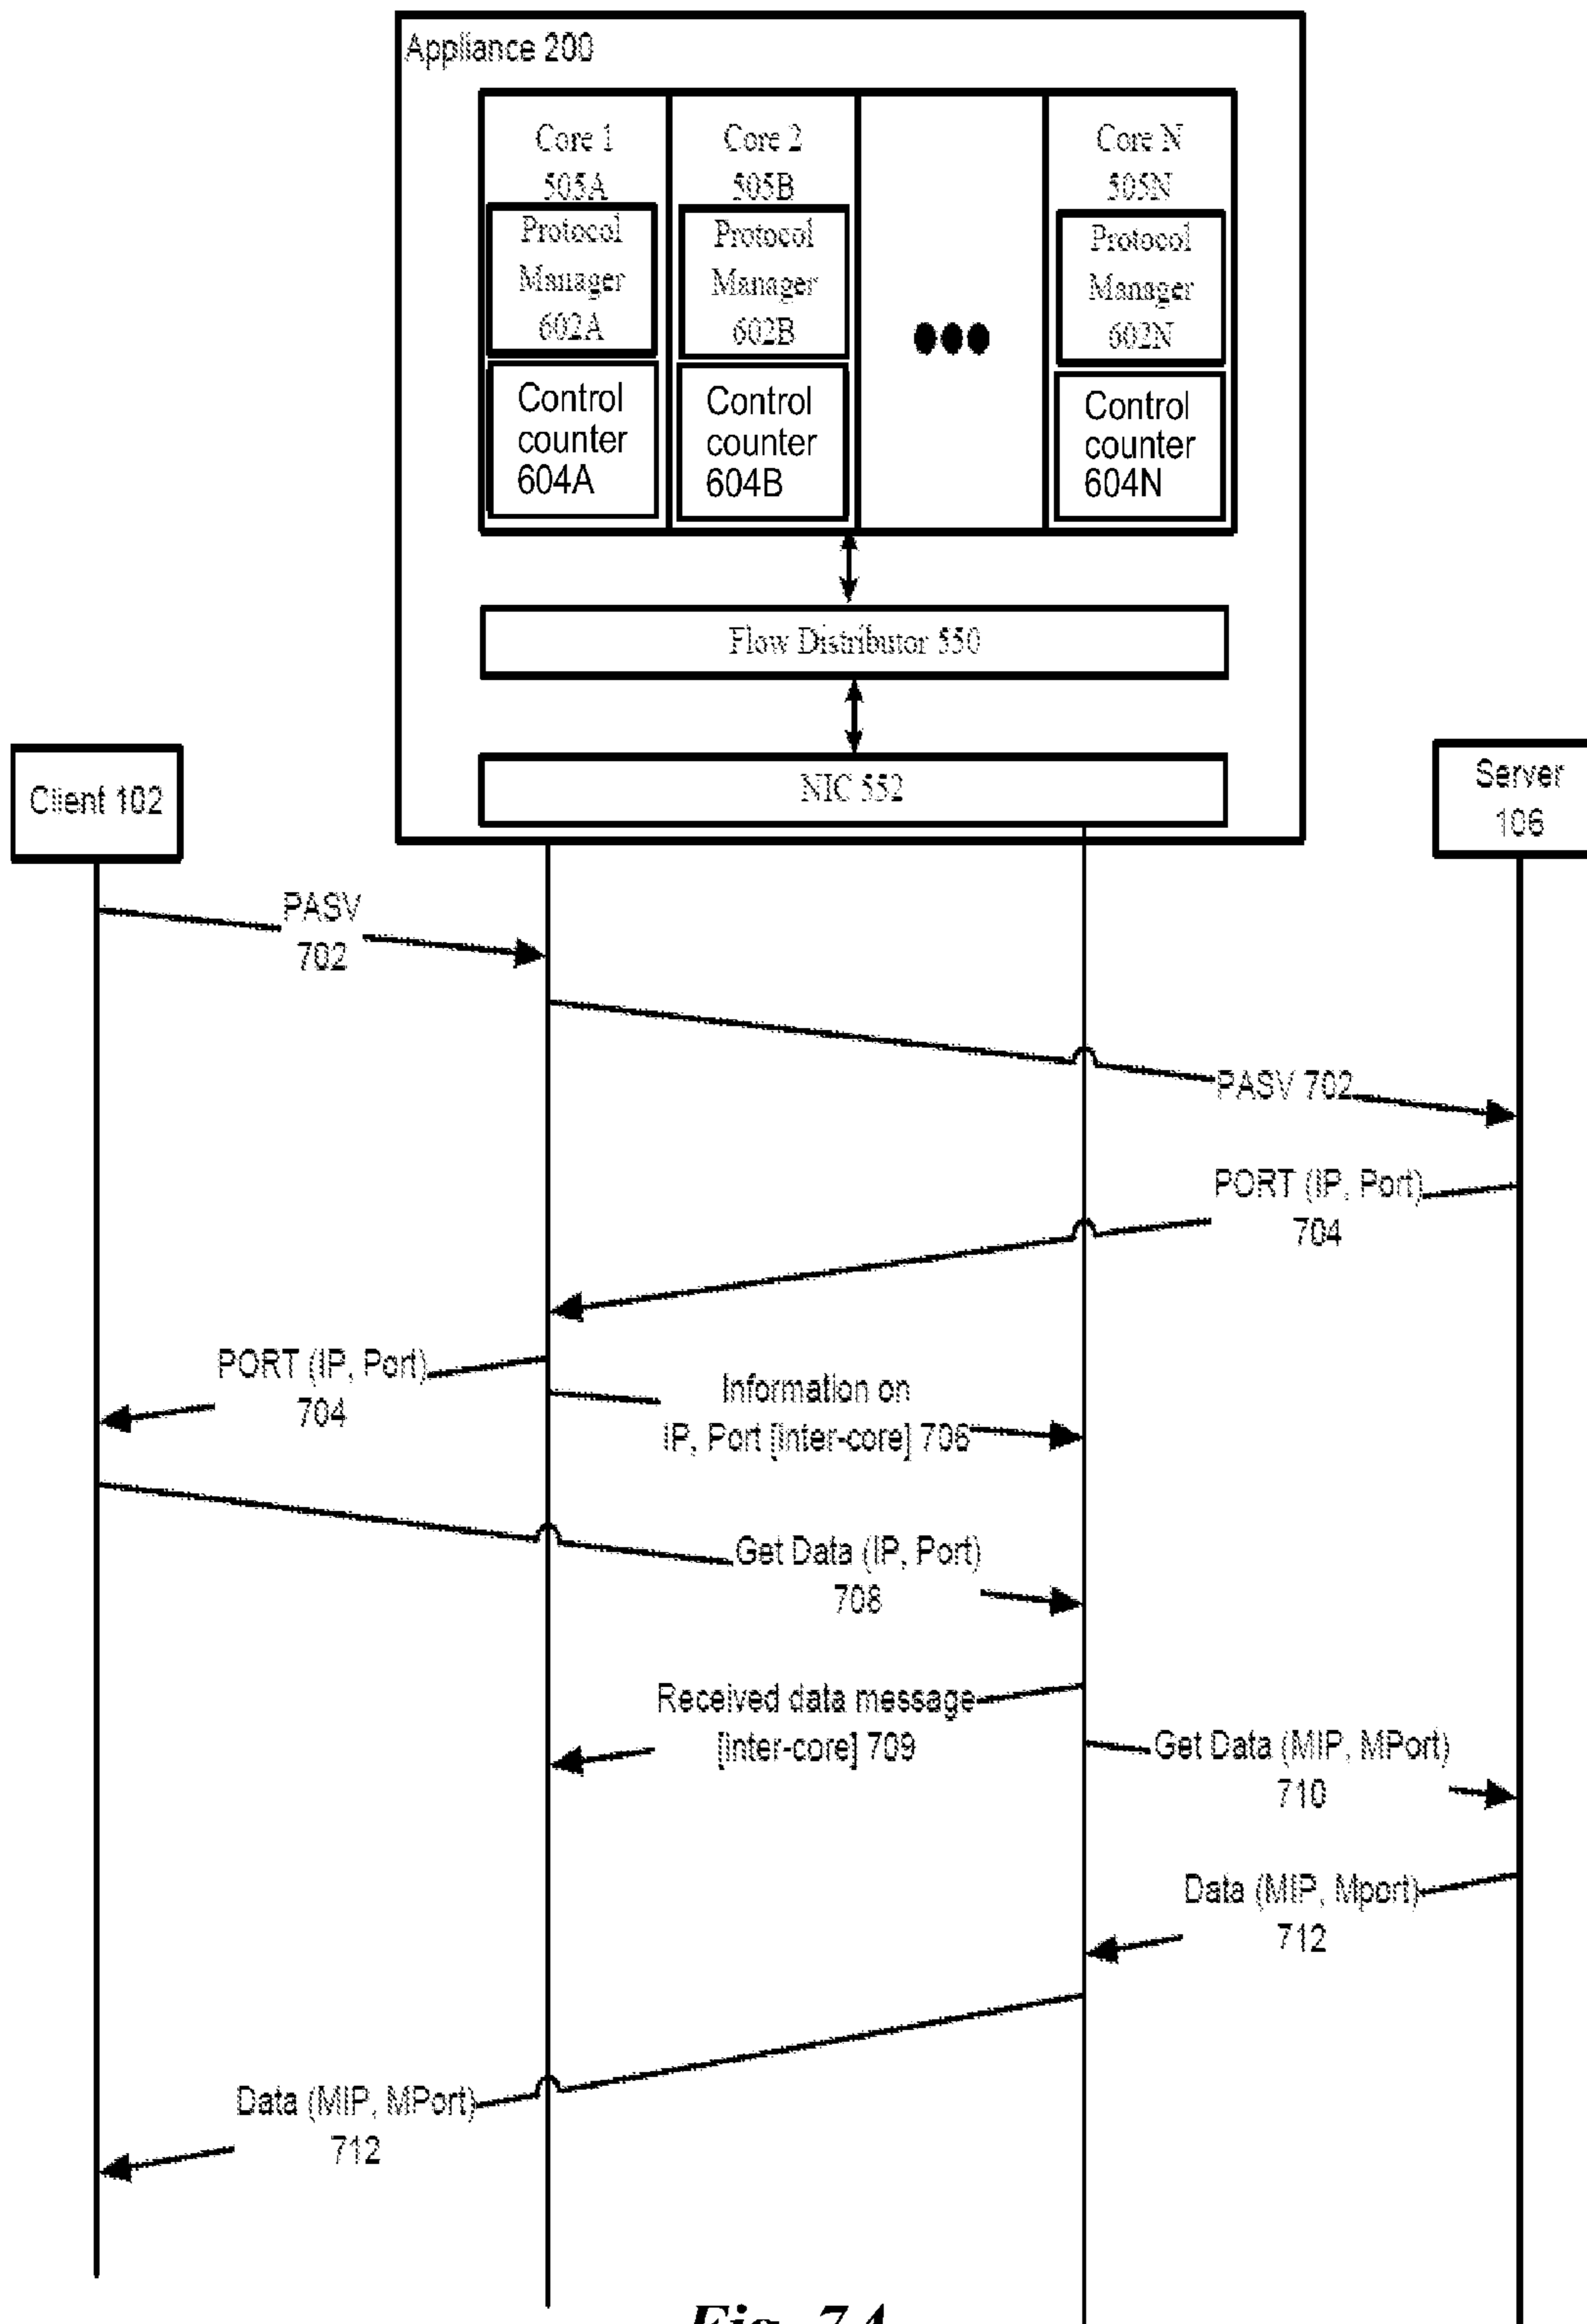 Appliance 200
Core 1
505A
Protocol
Manager
602A
Control
counter
604A
Core 2
505B
Protocol
Manager
602B
Control
counter
604B
Core N
505N
Protocol
Manager
602N
Control
counter
604N
Flow Distributor 550
NIC 552
Client 102
Server
106
PASV
702
PASV 702
PORT (IP, Port)
704
PORT (IP, Port)
704
Information on
IP, Port [inter-core] 706
Get Data (IP, Port)
708
Received data message
[inter-core] 709
Get Data (MIP, MPort)
710
Data (MIP, Mport)
712
Data (MIP, MPort)
712
Fig. 7A